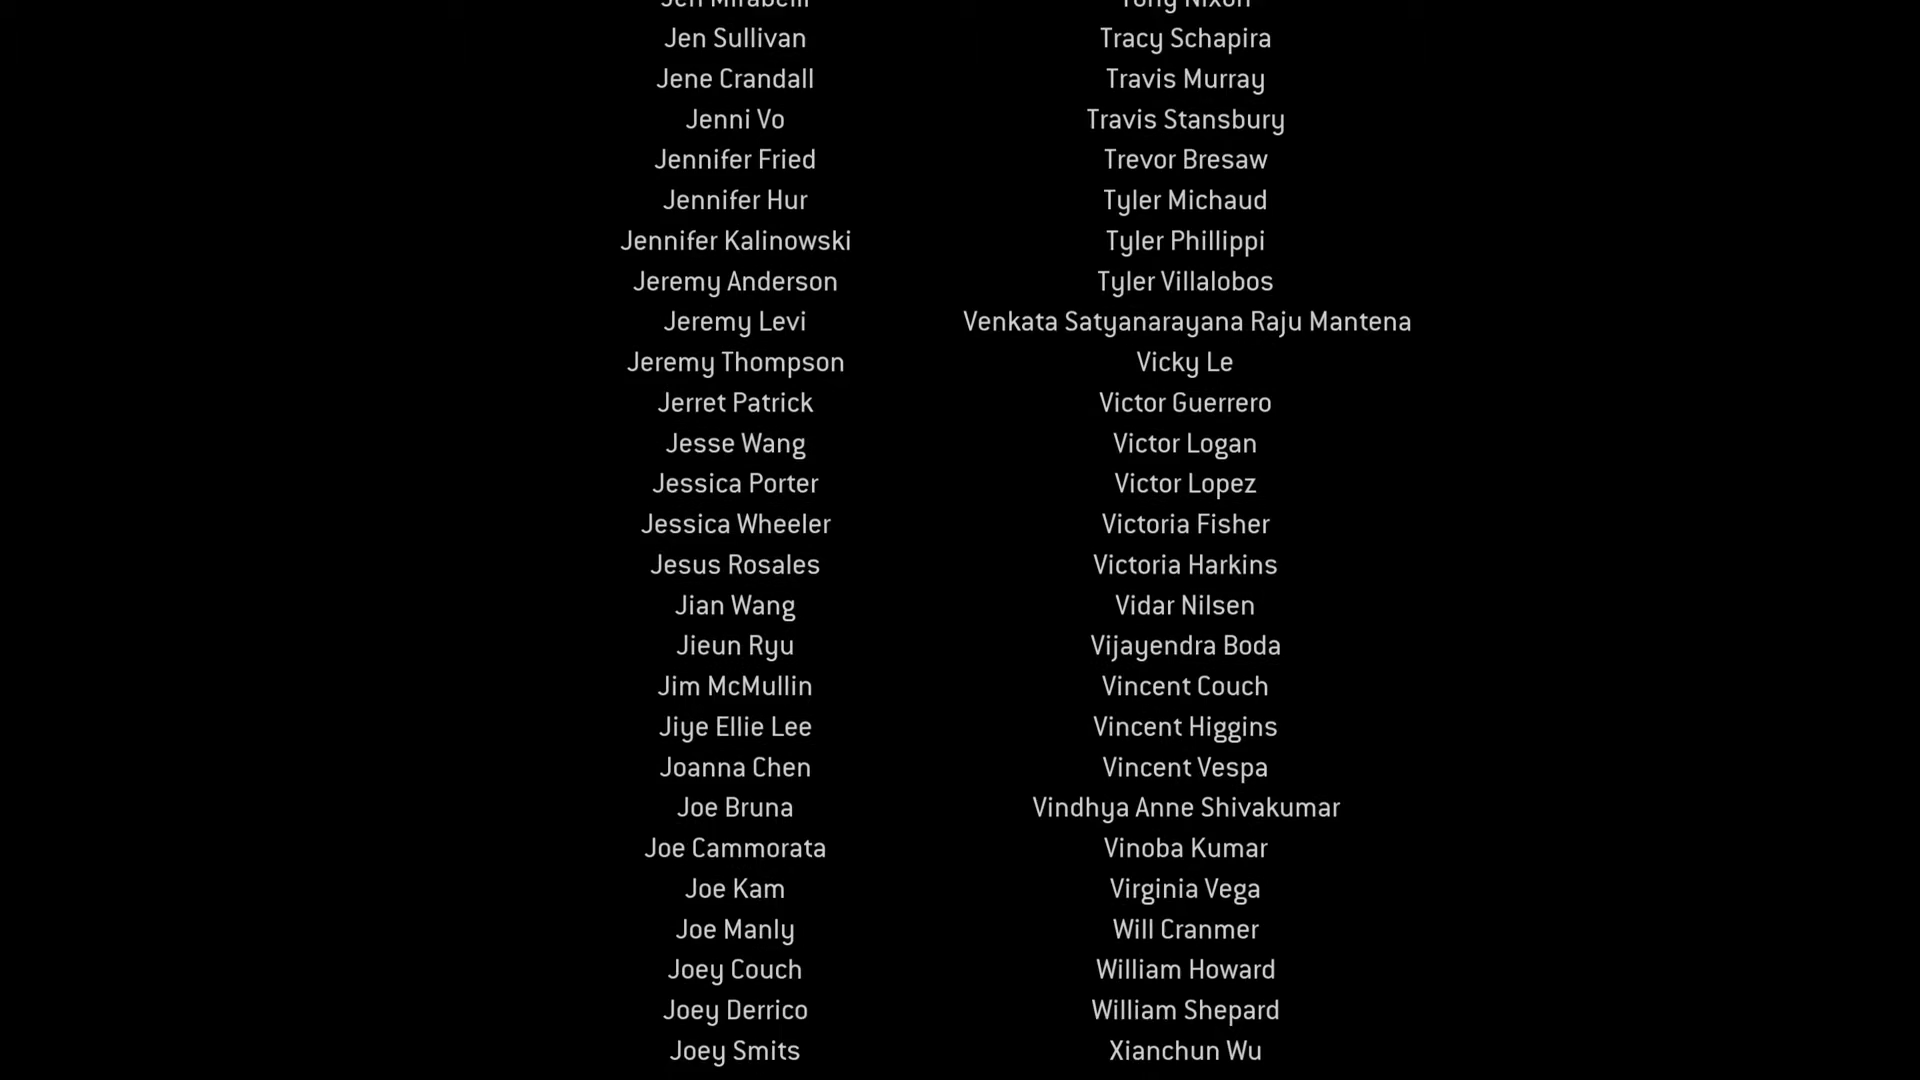 Jen Mirabelli
Jen Sullivan
Jene Crandall
Jenni Vo
Jennifer Fried
Jennifer Hur
Jennifer Kalinowski
Jeremy Anderson
Jeremy Levi
Jeremy Thompson
Jerret Patrick
Jesse Wang
Jessica Porter
Jessica Wheeler
Jesus Rosales
Jian Wang
Jieun Ryu
Jim McMullin
Jiye Ellie Lee
Joanna Chen
Joe Bruna
Joe Cammorata
Joe Kam
Joe Manly
Joey Couch
Joey Derrico
Joey Smits
Tony Nixon
Tracy Schapira
Travis Murray
Travis Stansbury
Trevor Bresaw
Tyler Michaud
Tyler Phillippi
Tyler Villalobos
Venkata Satyanarayana Raju Mantena
Vicky Le
Victor Guerrero
Victor Logan
Victor Lopez
Victoria Fisher
Victoria Harkins
Vidar Nilsen
Vijayendra Boda
Vincent Couch
Vincent Higgins
Vincent Vespa
Vindhya Anne Shivakumar
Vinoba Kumar
Virginia Vega
Will Cranmer
William Howard
William Shepard
Xianchun Wu